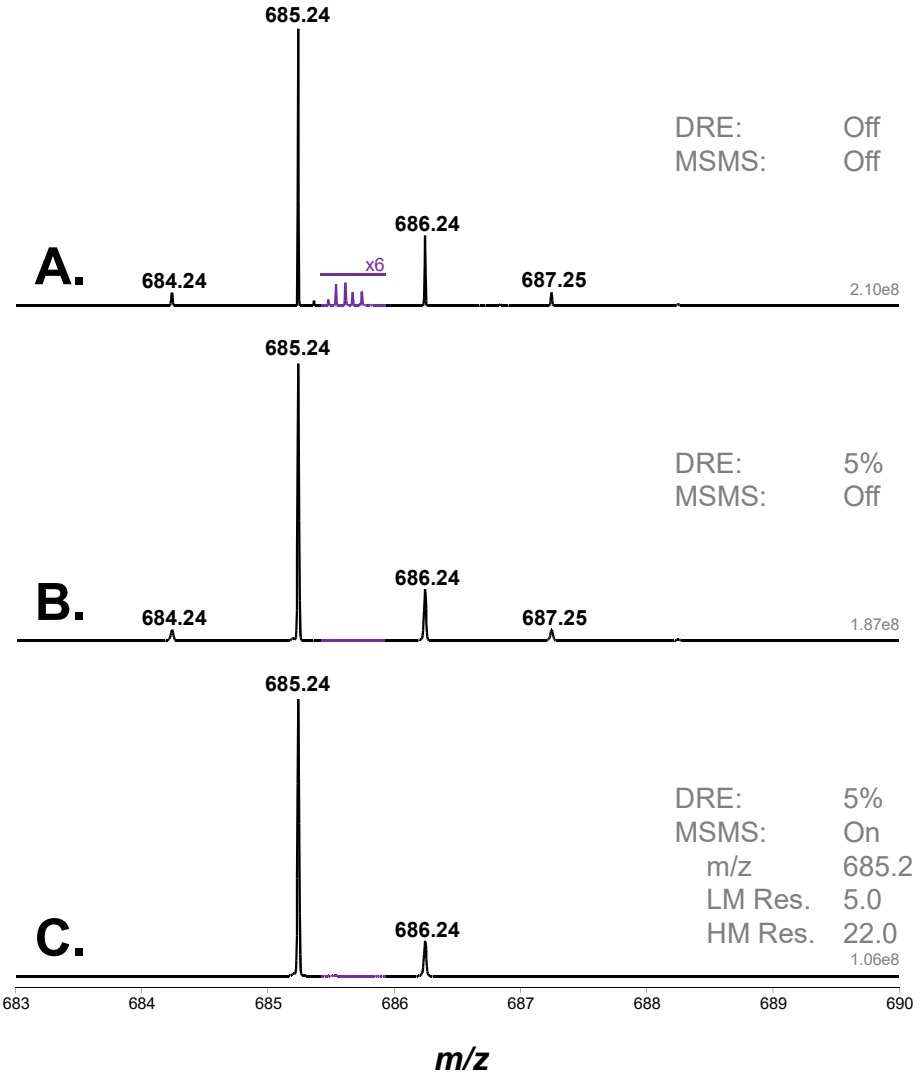 685.24
DRE: Off
MSMS: Off
686.24
A.
x6
684.24
687.25
2.10e8
685.24
DRE: 5%
MSMS: Off
686.24
B.
684.24
687.25
1.87e8
685.24
DRE: 5%
MSMS: On
m/z 685.2
LM Res. 5.0
HM Res. 22.0
C.
686.24
1.06e8
683 684 685 686 687 688 689 690
m/z